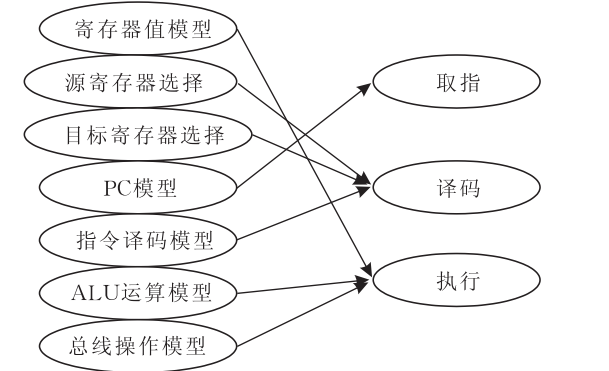 寄存器值模型
源寄存器选择
目标寄存器选择
PC模型
指令译码模型
ALU运算模型
总线操作模型
取指
译码
执行